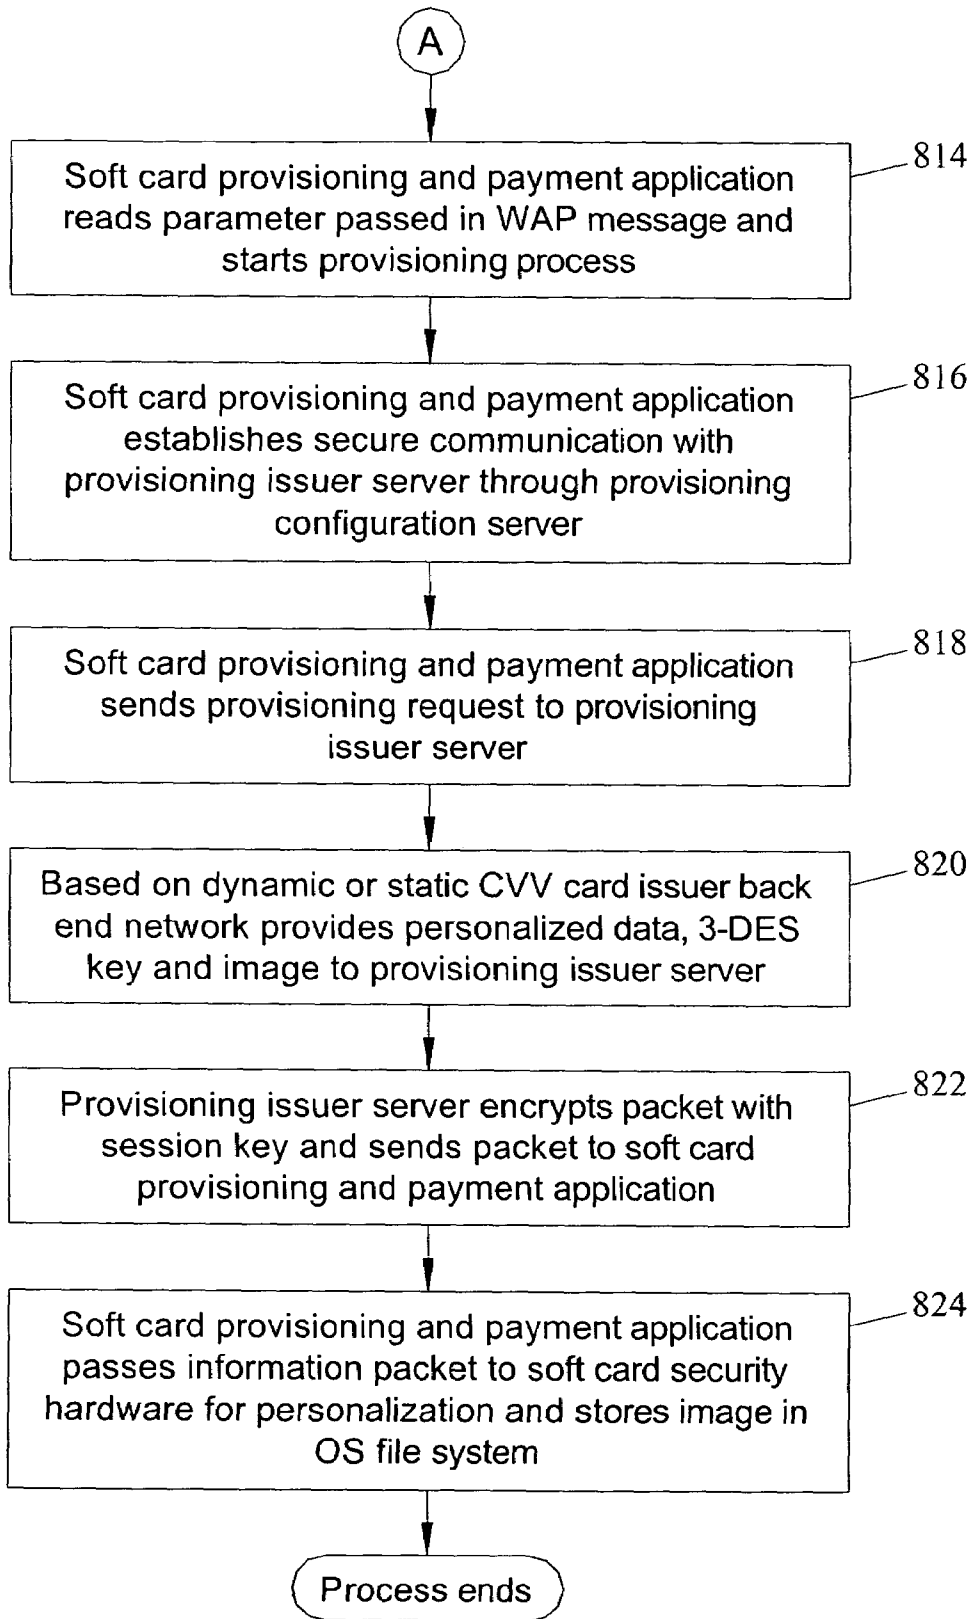 A
814
Soft card provisioning and payment application
reads parameter passed in WAP message and
starts provisioning process
816
Soft card provisioning and payment application
establishes secure communication with
provisioning issuer server through provisioning
configuration server
818
Soft card provisioning and payment application
sends provisioning request to provisioning
issuer server
820
Based on dynamic or static CVV card issuer back
end network provides personalized data, 3-DES
key and image to provisioning issuer server
822
Provisioning issuer server encrypts packet with
session key and sends packet to soft card
provisioning and payment application
824
Soft card provisioning and payment application
passes information packet to soft card security
hardware for personalization and stores image in
OS file system
Process ends